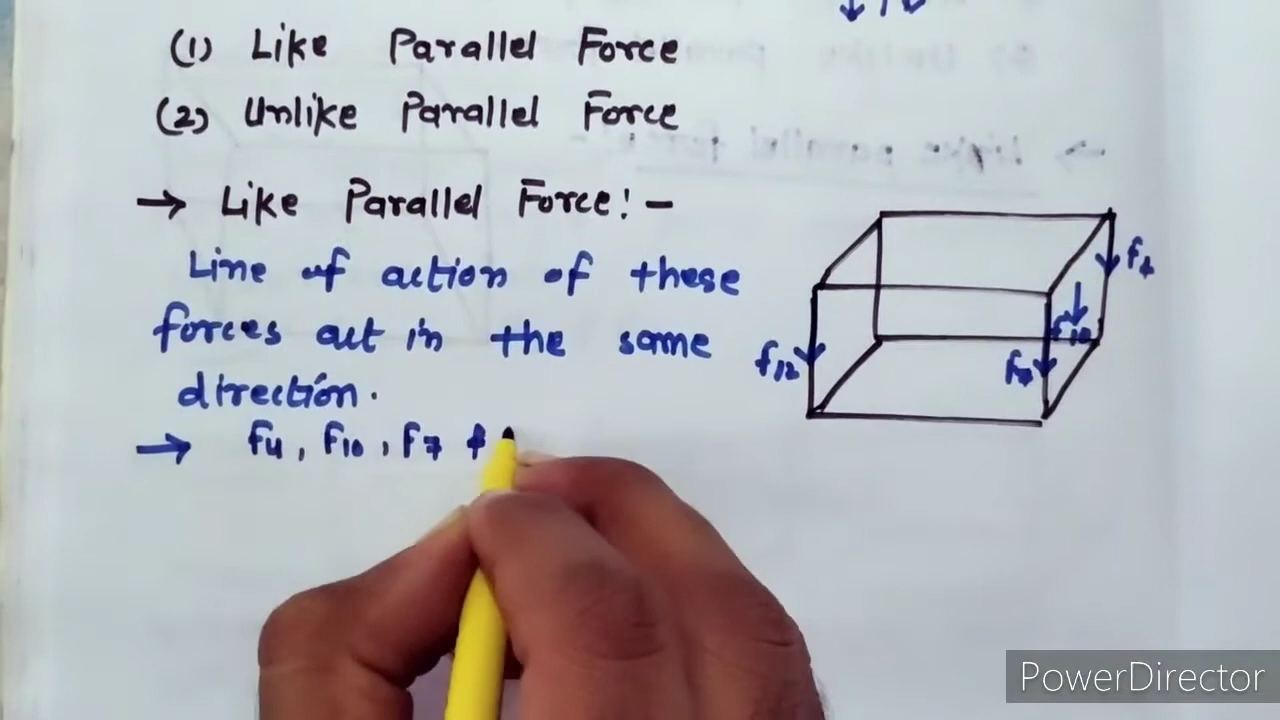 (1) Like Parallel Force
(2) Unlike Parallel Force
→ Like Parallel Force:-
Line of action of these
forces act in the same
direction.
→ F4, F10, F7 &
f4
f10
f12
F7
PowerDirector